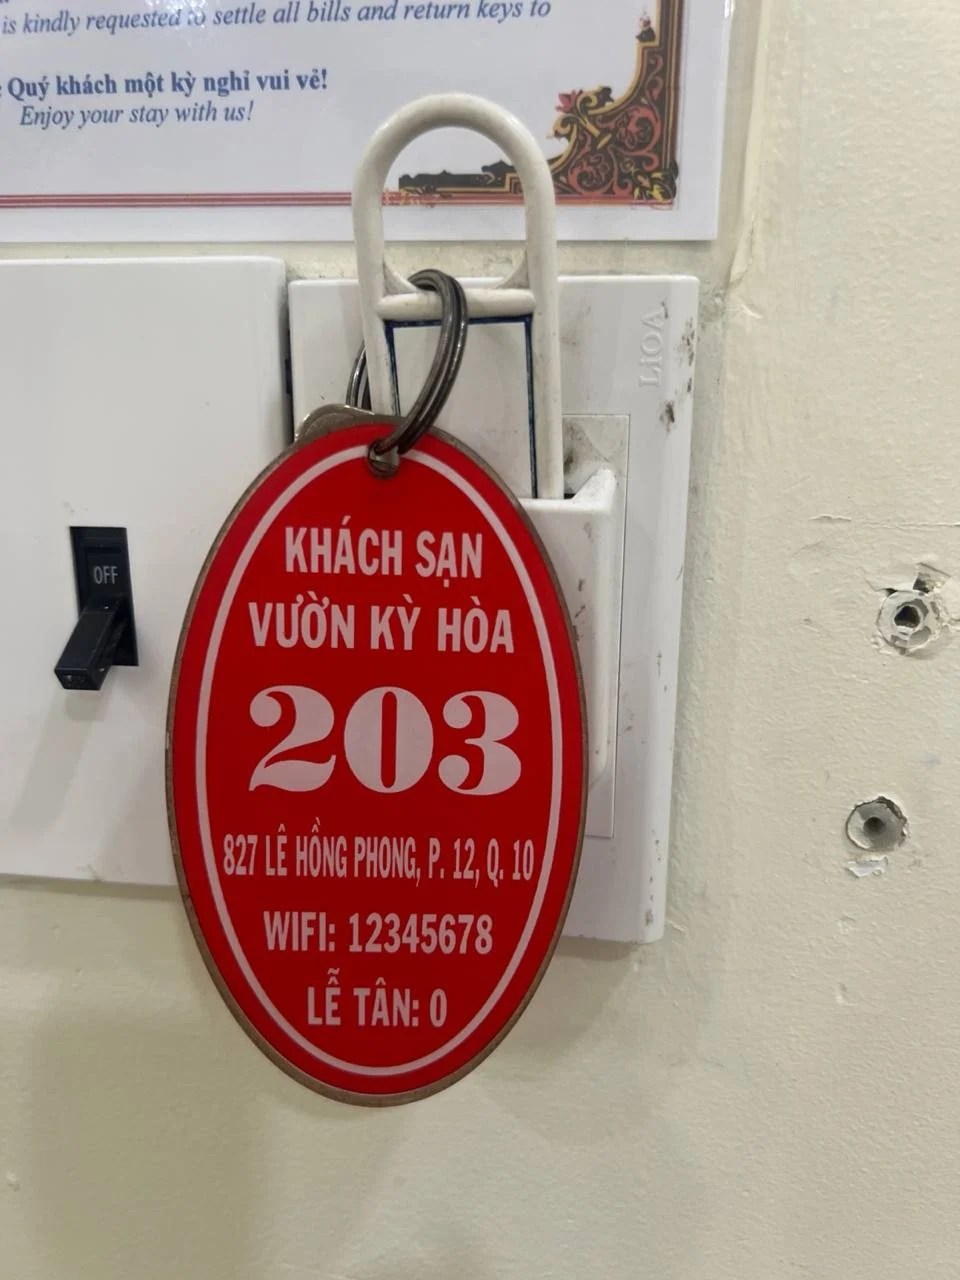 is kindly requested to settle all bills and return keys to
Quý khách một kỳ nghỉ vui vẻ!
Enjoy your stay with us!
LiOA
OFF
KHÁCH SẠN
VƯỜN KỲ HÒA
203
827 LÊ HỒNG PHONG, P. 12, Q. 10
WIFI: 12345678
LỄ TÂN: 0